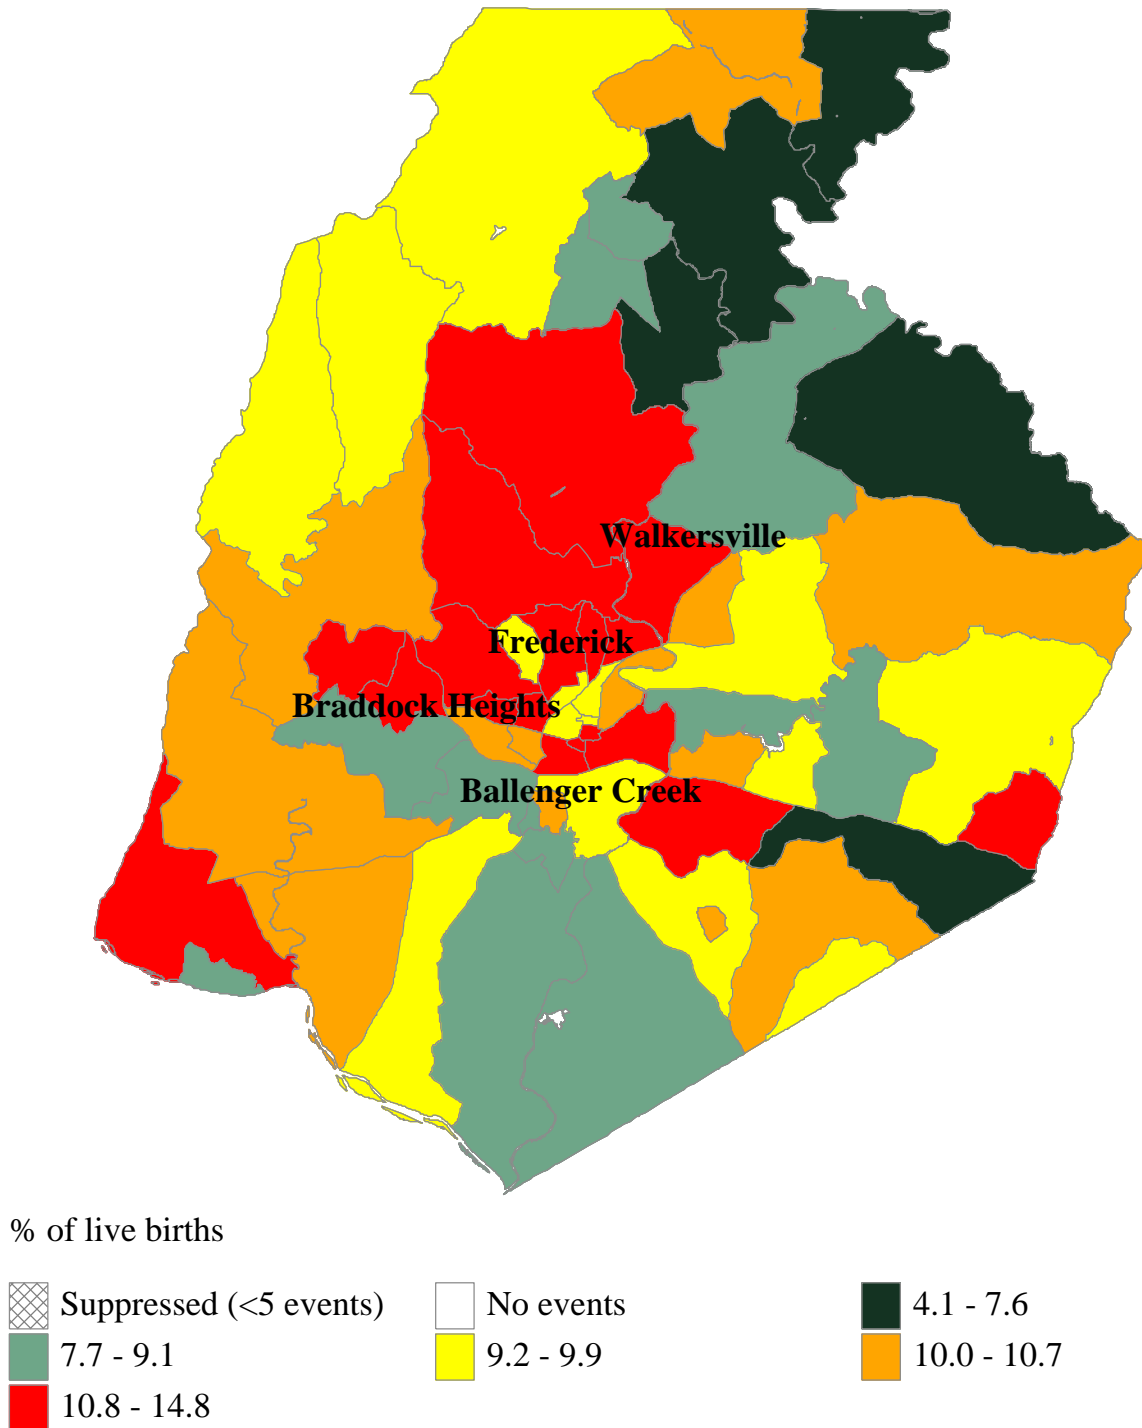 Walkersville
Frederick
Braddock Heights
Ballenger Creek
% of live births
Suppressed (<5 events) No events 4.1 - 7.6
7.7 - 9.1 9.2 - 9.9 10.0 - 10.7
10.8 - 14.8